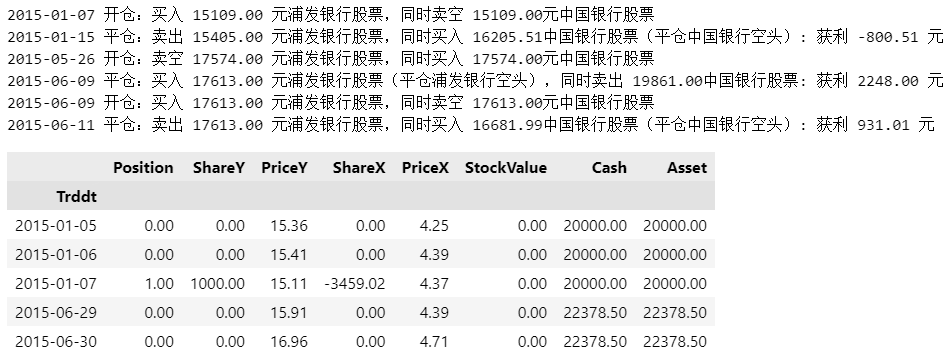 2015-01-07 开仓: 买入 15109.00 元浦发银行股票，同时卖空 15109.00元中国银行股票
2015-01-15 平仓: 卖出 15405.00 元浦发银行股票，同时买入 16205.51中国银行股票（平仓中国银行空头）: 获利 -800.51 元
2015-05-26 开仓: 卖空 17574.00 元浦发银行股票，同时买入 17574.00元中国银行股票
2015-06-09 平仓: 买入 17613.00 元浦发银行股票（平仓浦发银行空头），同时卖出 19861.00中国银行股票: 获利 2248.00 元
2015-06-09 开仓: 买入 17613.00 元浦发银行股票，同时卖空 17613.00元中国银行股票
2015-06-11 平仓: 卖出 17613.00 元浦发银行股票，同时买入 16681.99中国银行股票（平仓中国银行空头）: 获利 931.01 元
Position ShareY PriceY ShareX PriceX StockValue Cash Asset
Trddt
2015-01-05 0.00 0.00 15.36 0.00 4.25 0.00 20000.00 20000.00
2015-01-06 0.00 0.00 15.41 0.00 4.39 0.00 20000.00 20000.00
2015-01-07 1.00 1000.00 15.11 -3459.02 4.37 0.00 20000.00 20000.00
2015-06-29 0.00 0.00 15.91 0.00 4.39 0.00 22378.50 22378.50
2015-06-30 0.00 0.00 16.96 0.00 4.71 0.00 22378.50 22378.50